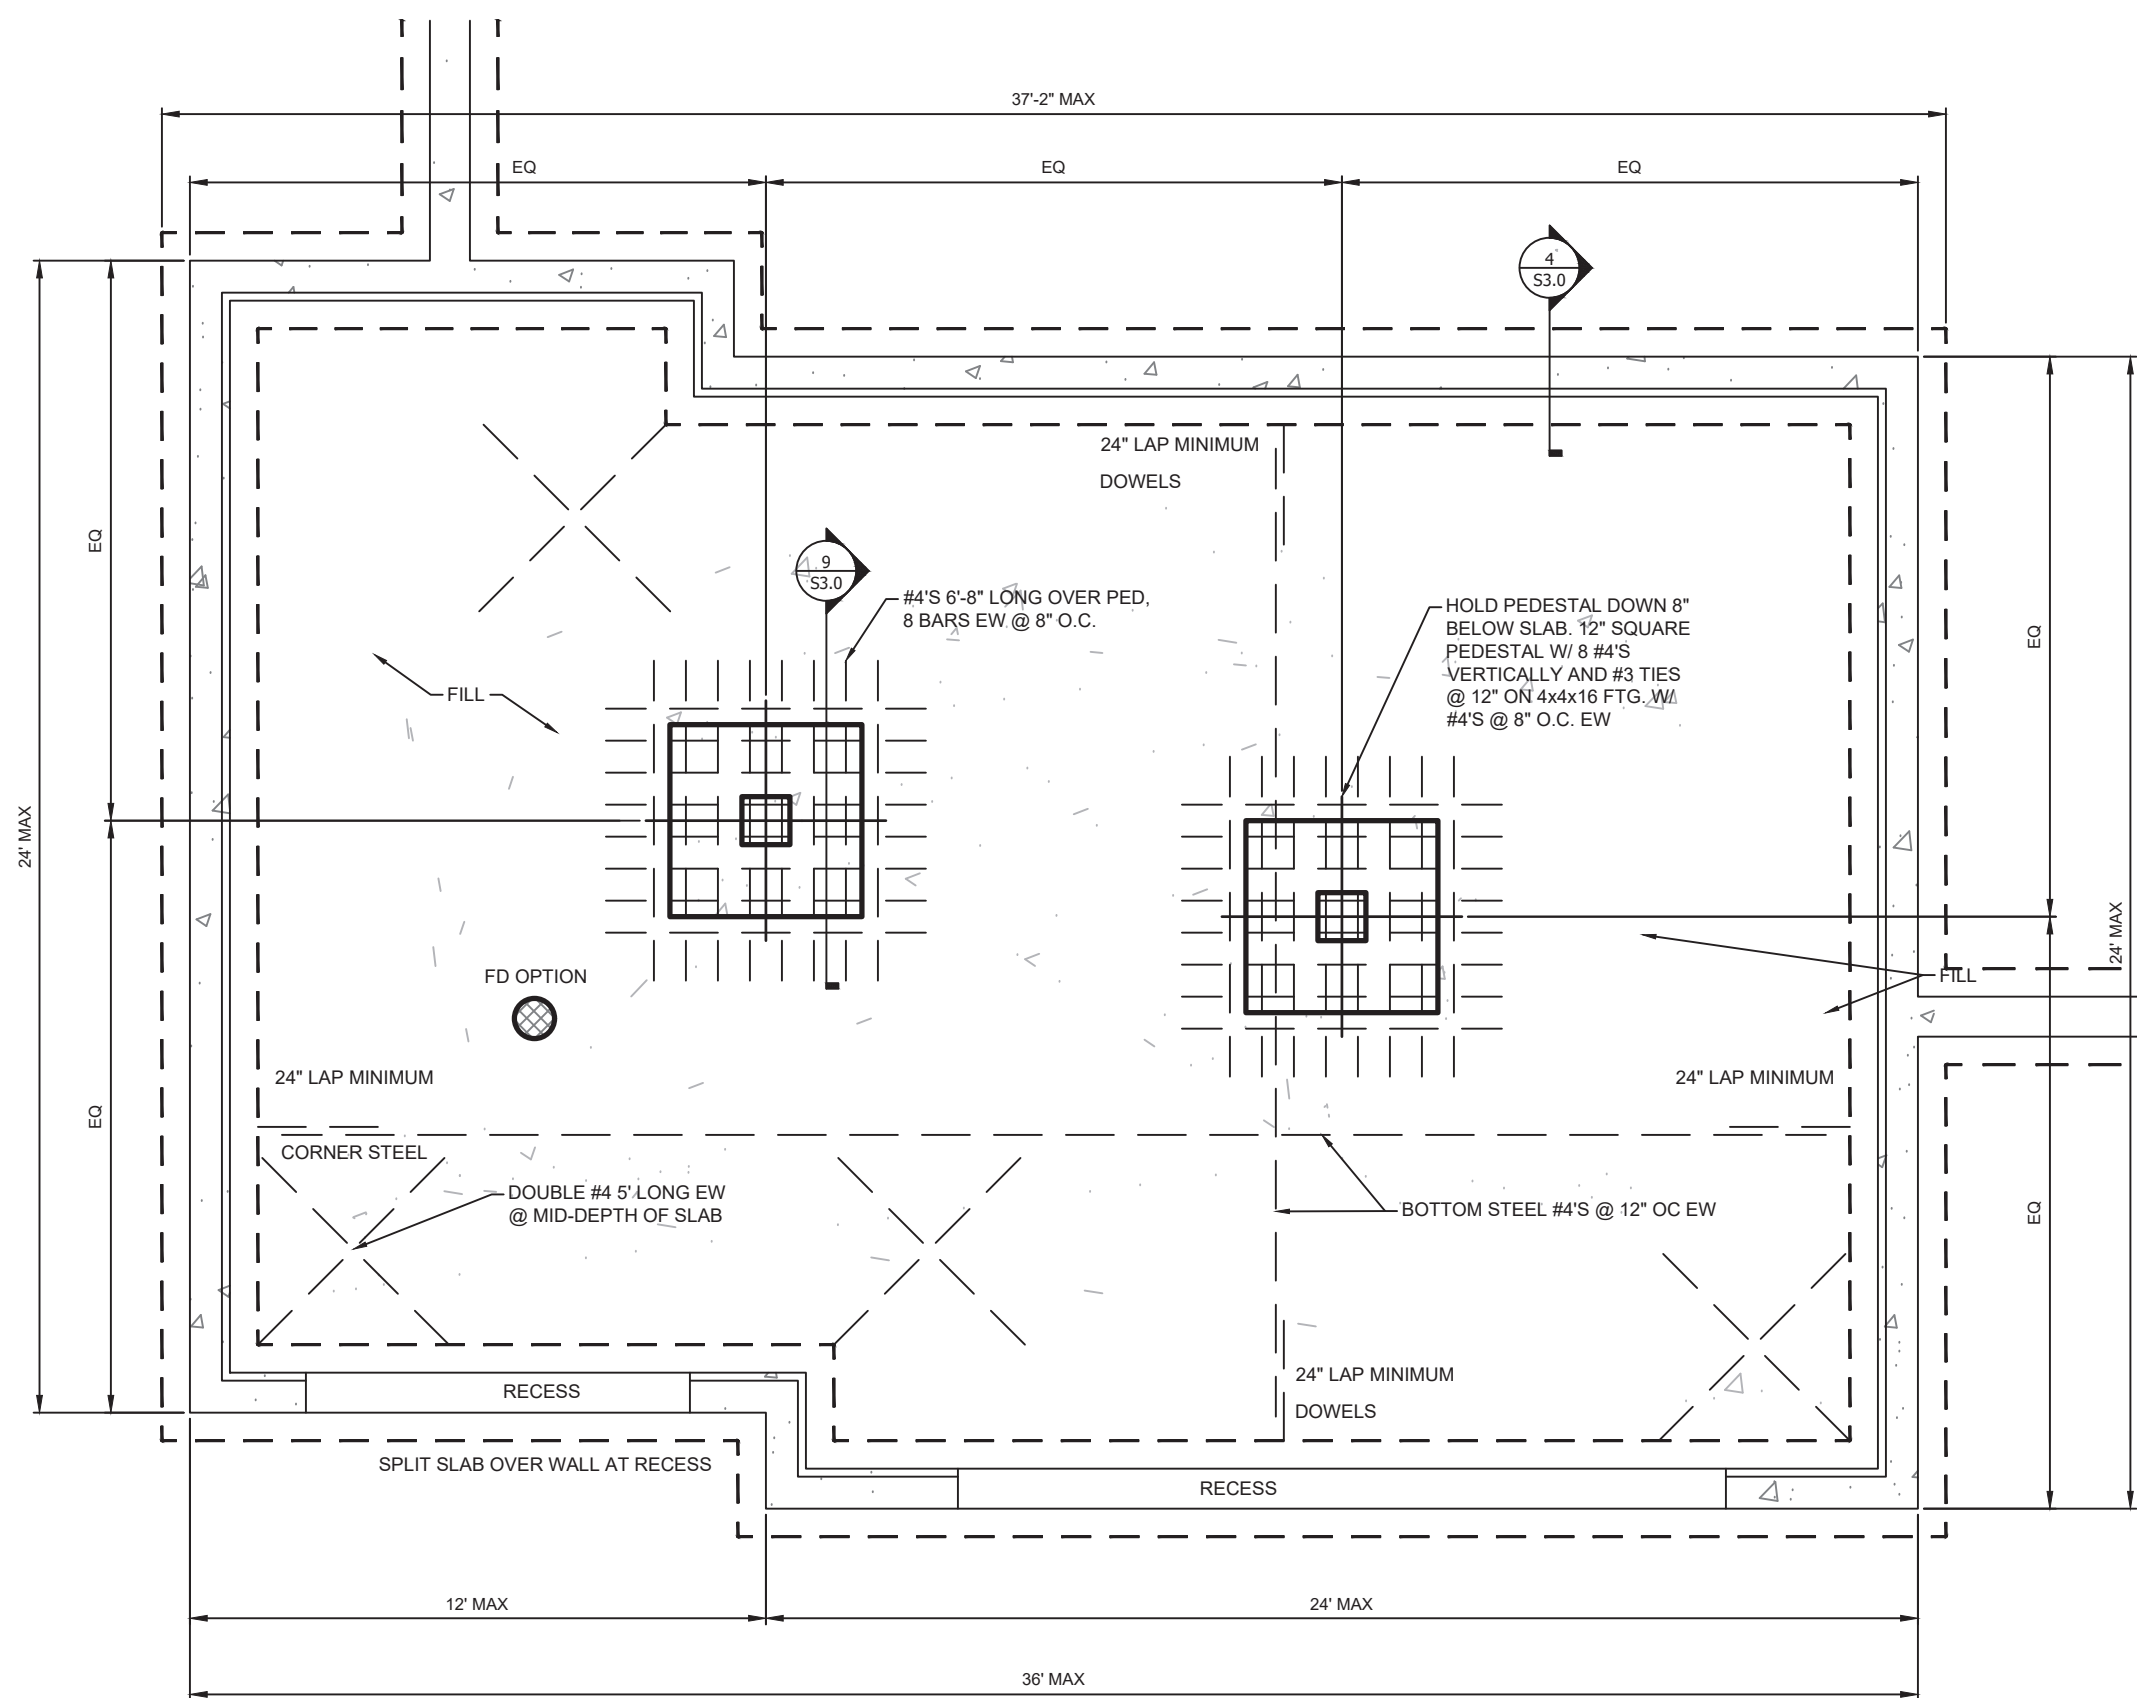 37'-2" MAX
EQ
EQ
EQ
4
S3.0
24" LAP MINIMUM
DOWELS
EQ
9
S3.0
#4'S 6'-8" LONG OVER PED,
8 BARS EW @ 8" O.C.
HOLD PEDESTAL DOWN 8"
BELOW SLAB. 12" SQUARE
PEDESTAL W/ 8 #4'S
VERTICALLY AND #3 TIES
@ 12" ON 4x4x16 FTG. W/
#4'S @ 8" O.C. EW
EQ
FILL
24' MAX
24' MAX
FD OPTION
FILL
24" LAP MINIMUM
24" LAP MINIMUM
EQ
CORNER STEEL
DOUBLE #4 5' LONG EW
@ MID-DEPTH OF SLAB
BOTTOM STEEL #4'S @ 12" OC EW
EQ
24" LAP MINIMUM
DOWELS
RECESS
SPLIT SLAB OVER WALL AT RECESS
RECESS
12' MAX
24' MAX
36' MAX